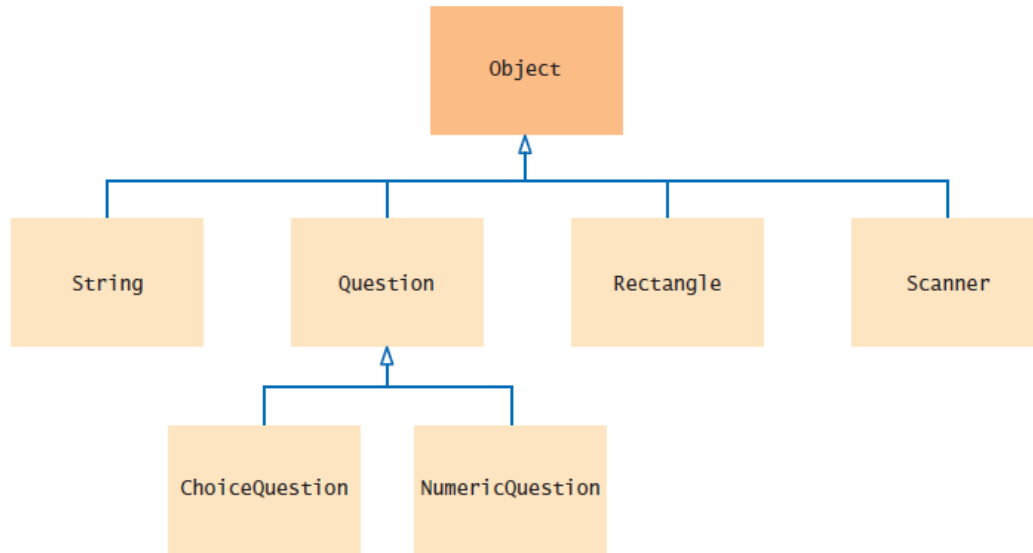 Object
String
Question
Rectangle
Scanner
ChoiceQuestion
NumericQuestion